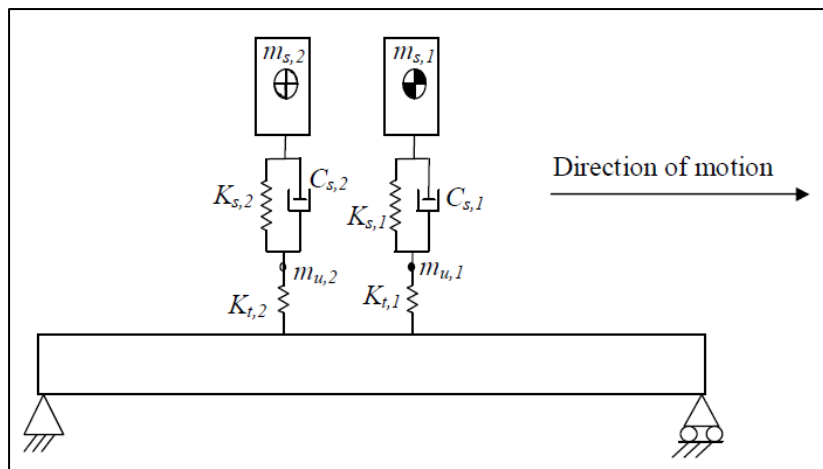 m_{s,2} m_{s,1}
Direction of motion
K_{s,2} C_{s,2} K_{s,1} C_{s,1}
m_{u,2} m_{u,1}
K_{t,2} K_{t,1}